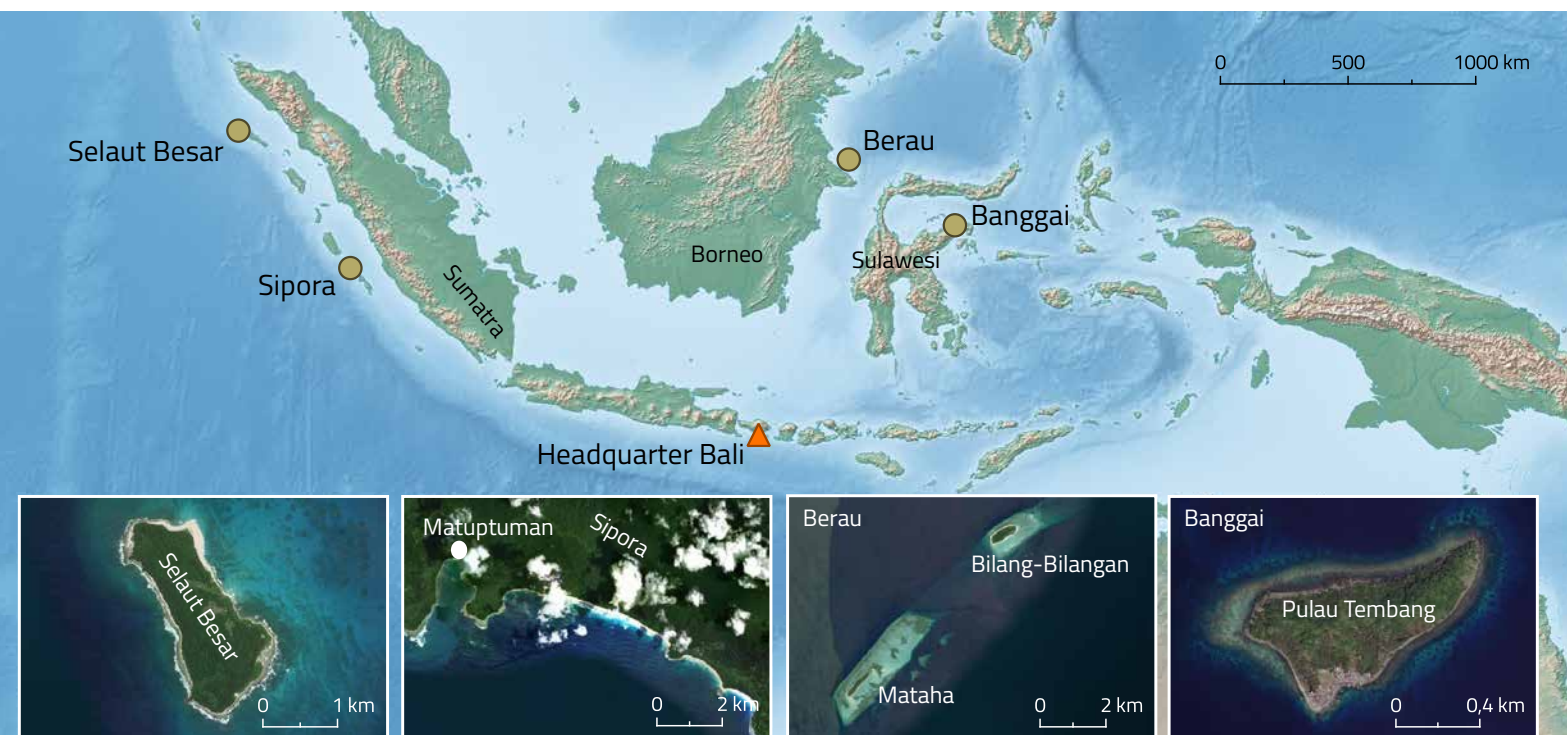 0 500 1000 km
Selaut Besar
Berau
Banggai
Borneo
Sulawesi
Sipora
Sumatra
Headquarter Bali
Selaut Besar
0 1 km
Matuptuman
Sipora
0 2 km
Berau
Bilang-Bilangan
Mataha
0 2 km
Banggai
Pulau Tembang
0 0,4 km